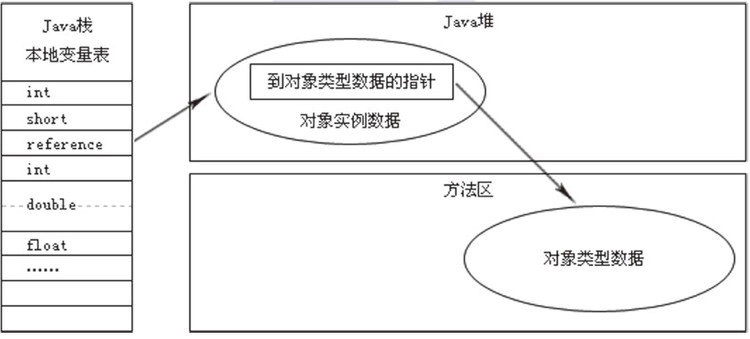 Java栈
本地变量表
int
short
reference
int
double
float
……
Java堆
到对象类型数据的指针
对象实例数据
方法区
对象类型数据